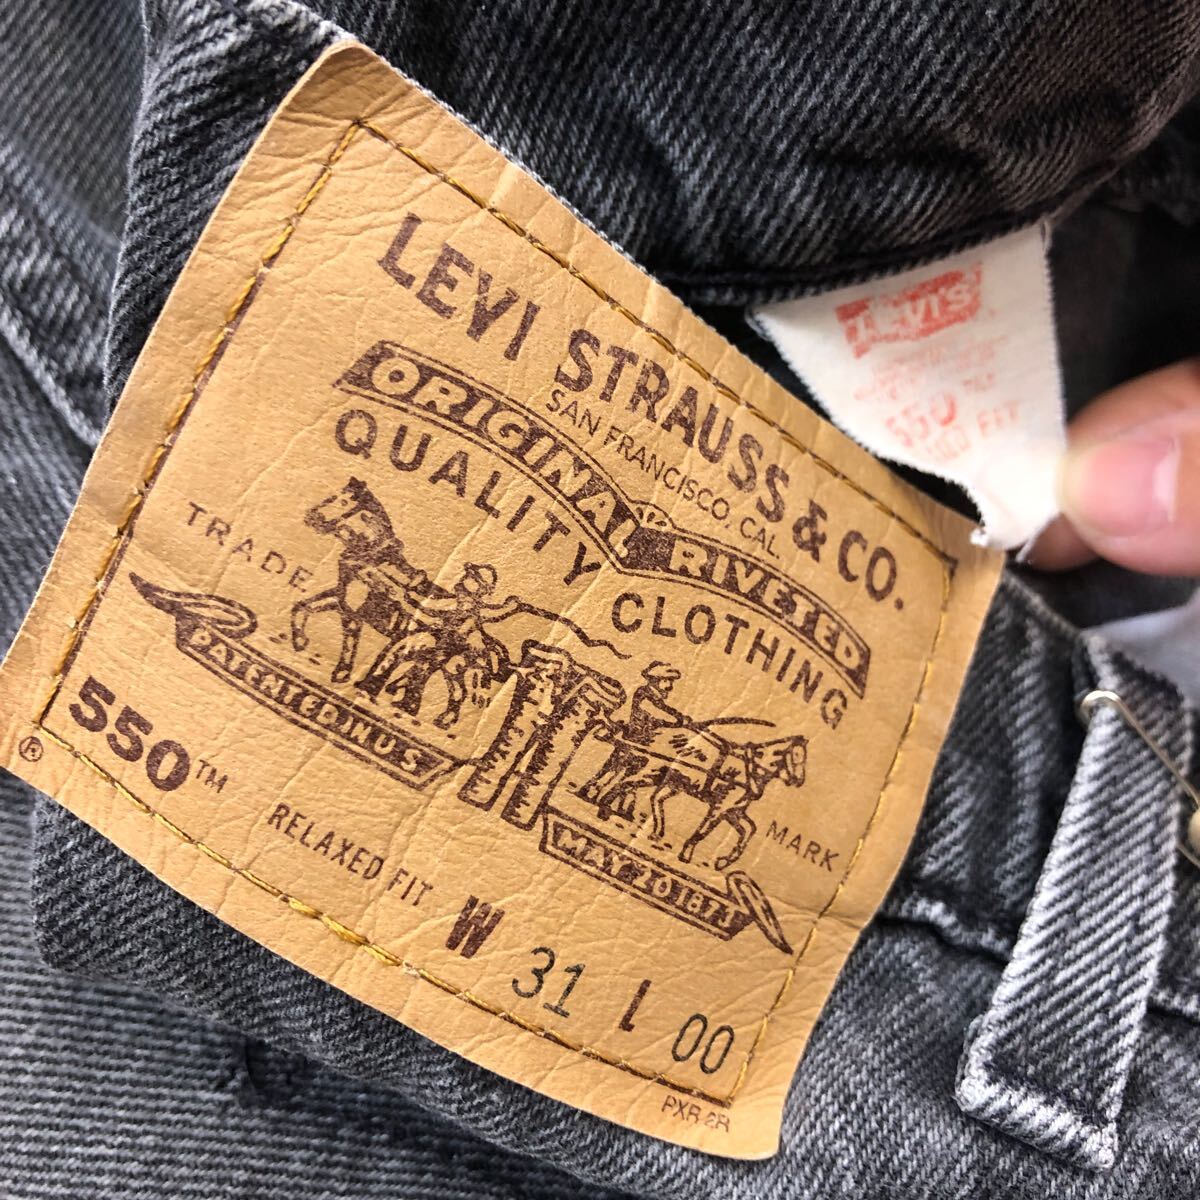 LEVI STRAUSS & CO.
SAN FRANCISCO, CAL.
ORIGINAL RIVETED
QUALITY CLOTHING
TRADE MARK
PATENTED IN U.S.
MAY 20 1873
550™
®
RELAXED FIT
W 31 L 00
PXR-2R
Levi's
550
FIT